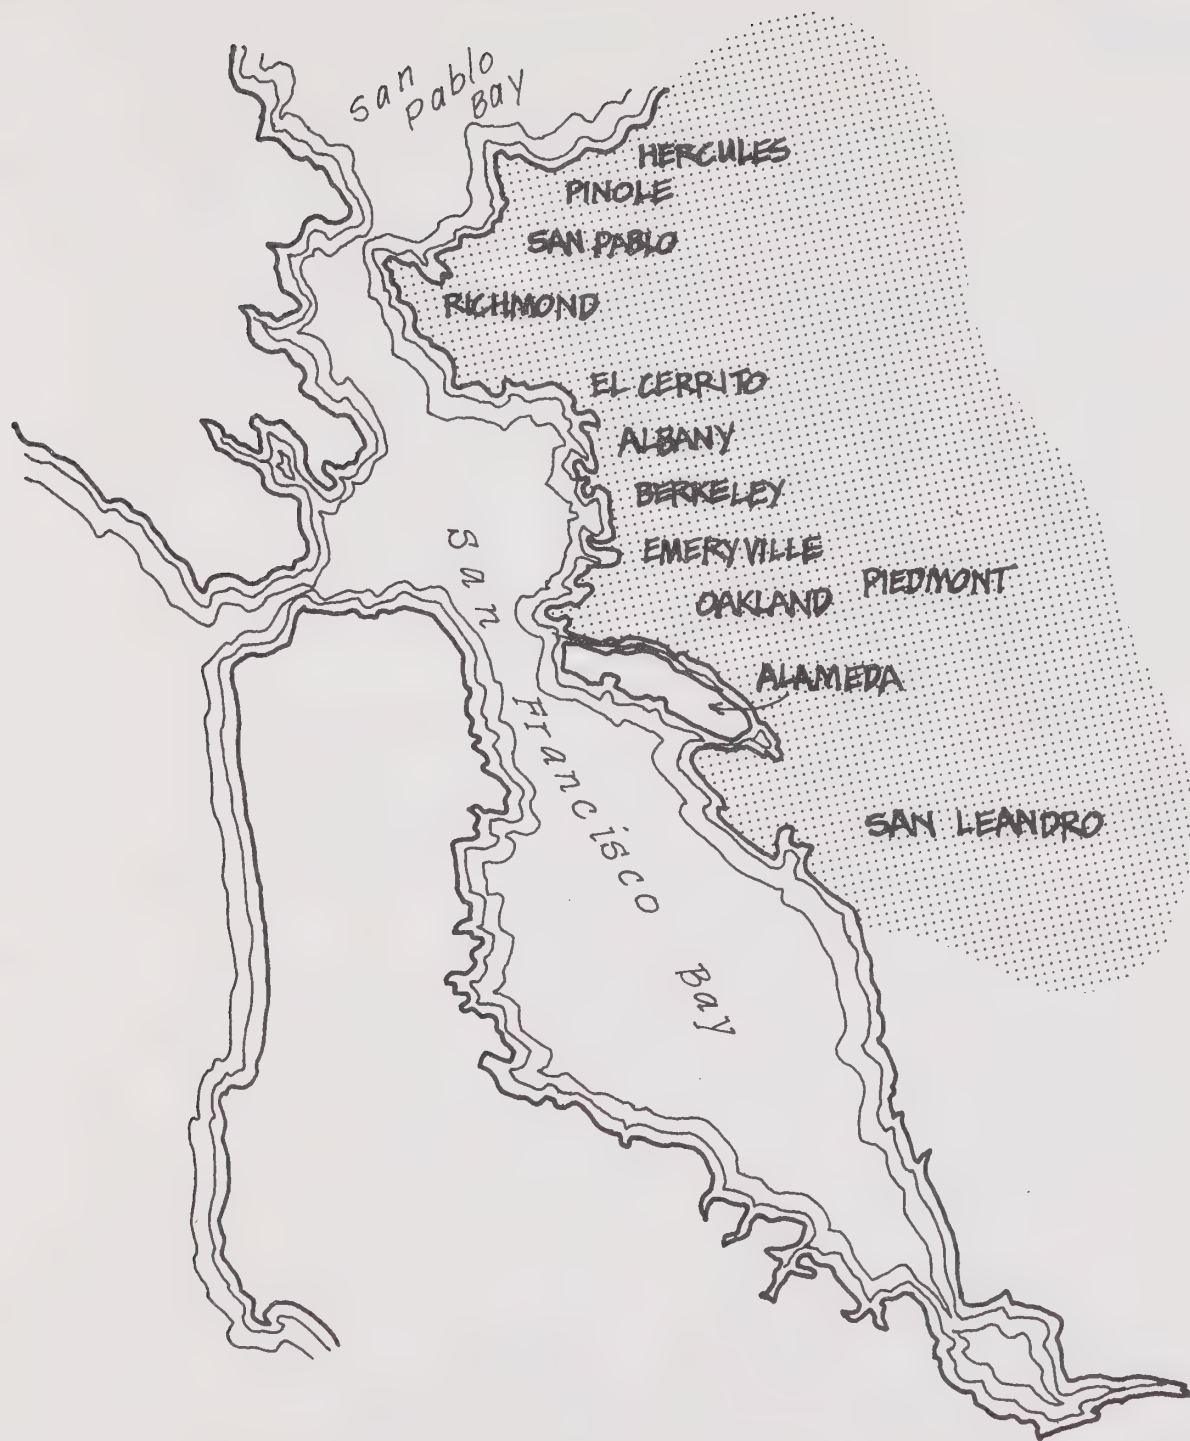 San
Pablo
Bay
HERCULES
PINOLE
SAN PABLO
RICHMOND
EL CERRITO
ALBANY
BERKELEY
EMERYVILLE
PIEDMONT
OAKLAND
ALAMEDA
SAN LEANDRO
San
Francisco
Bay